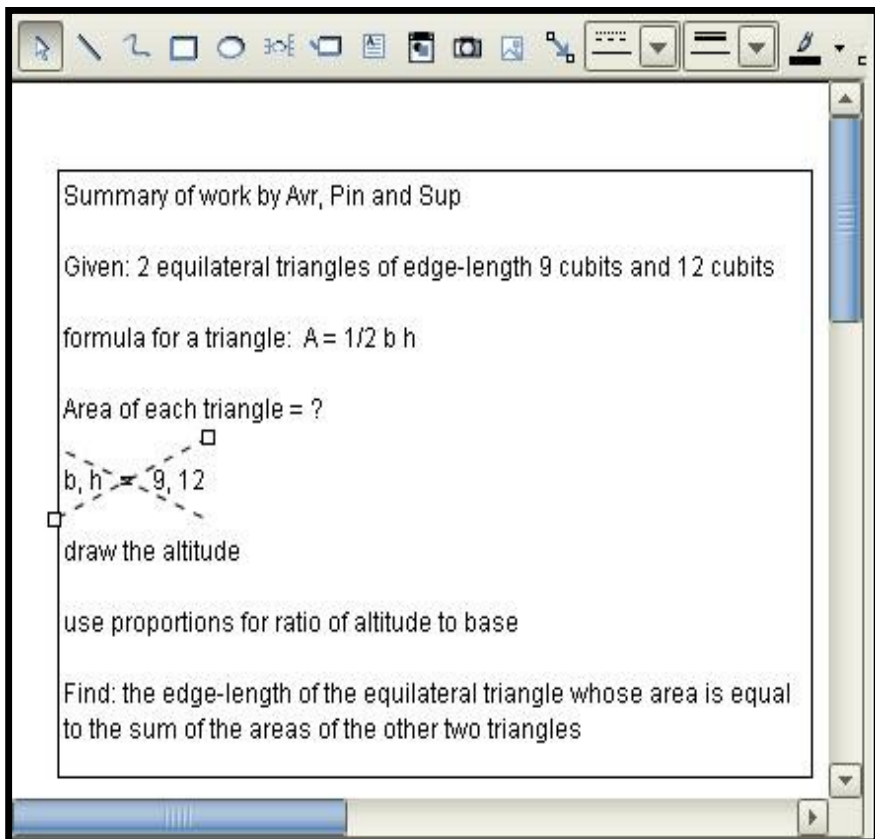 Summary of work by Avr, Pin and Sup
Given: 2 equilateral triangles of edge-length 9 cubits and 12 cubits
formula for a triangle:  A = 1/2 b h
Area of each triangle = ?
b, h  =  9, 12
draw the altitude
use proportions for ratio of altitude to base
Find: the edge-length of the equilateral triangle whose area is equal
to the sum of the areas of the other two triangles